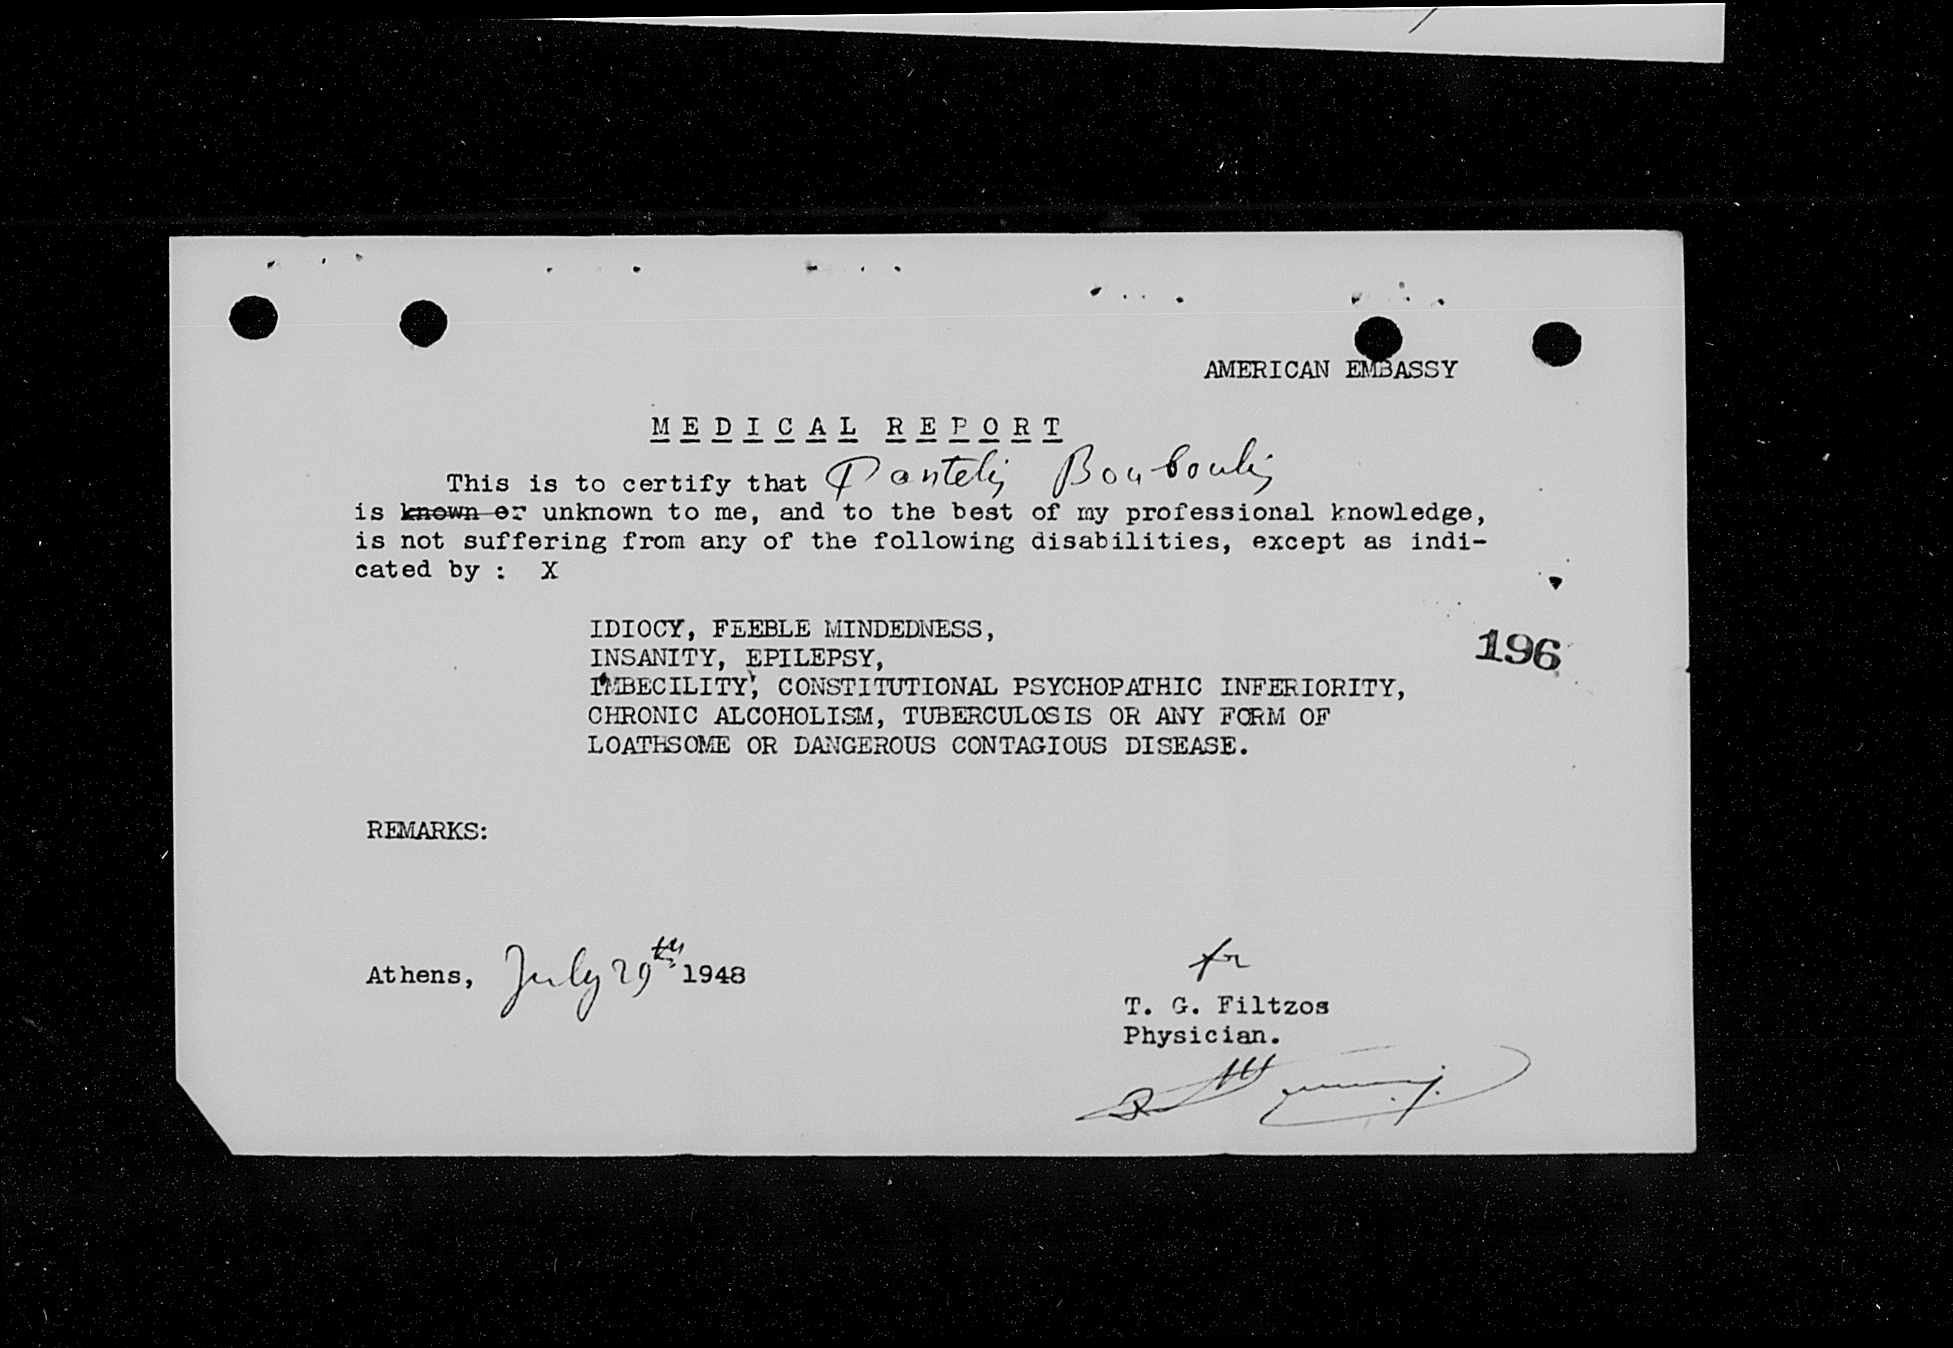 AMERICAN EMBASSY
MEDICAL REPORT
This is to certify that Pantelis Bouboulis
is known or unknown to me, and to the best of my professional knowledge,
is not suffering from any of the following disabilities, except as indi-
cated by : X
IDIOCY, FEEBLE MINDEDNESS,
INSANITY, EPILEPSY,
196
IMBECILITY, CONSTITUTIONAL PSYCHOPATHIC INFERIORITY,
CHRONIC ALCOHOLISM, TUBERCULOSIS OR ANY FORM OF
LOATHSOME OR DANGEROUS CONTAGIOUS DISEASE.
REMARKS:
Athens, July 29th 1948
for
T. G. Filtzos
Physician.